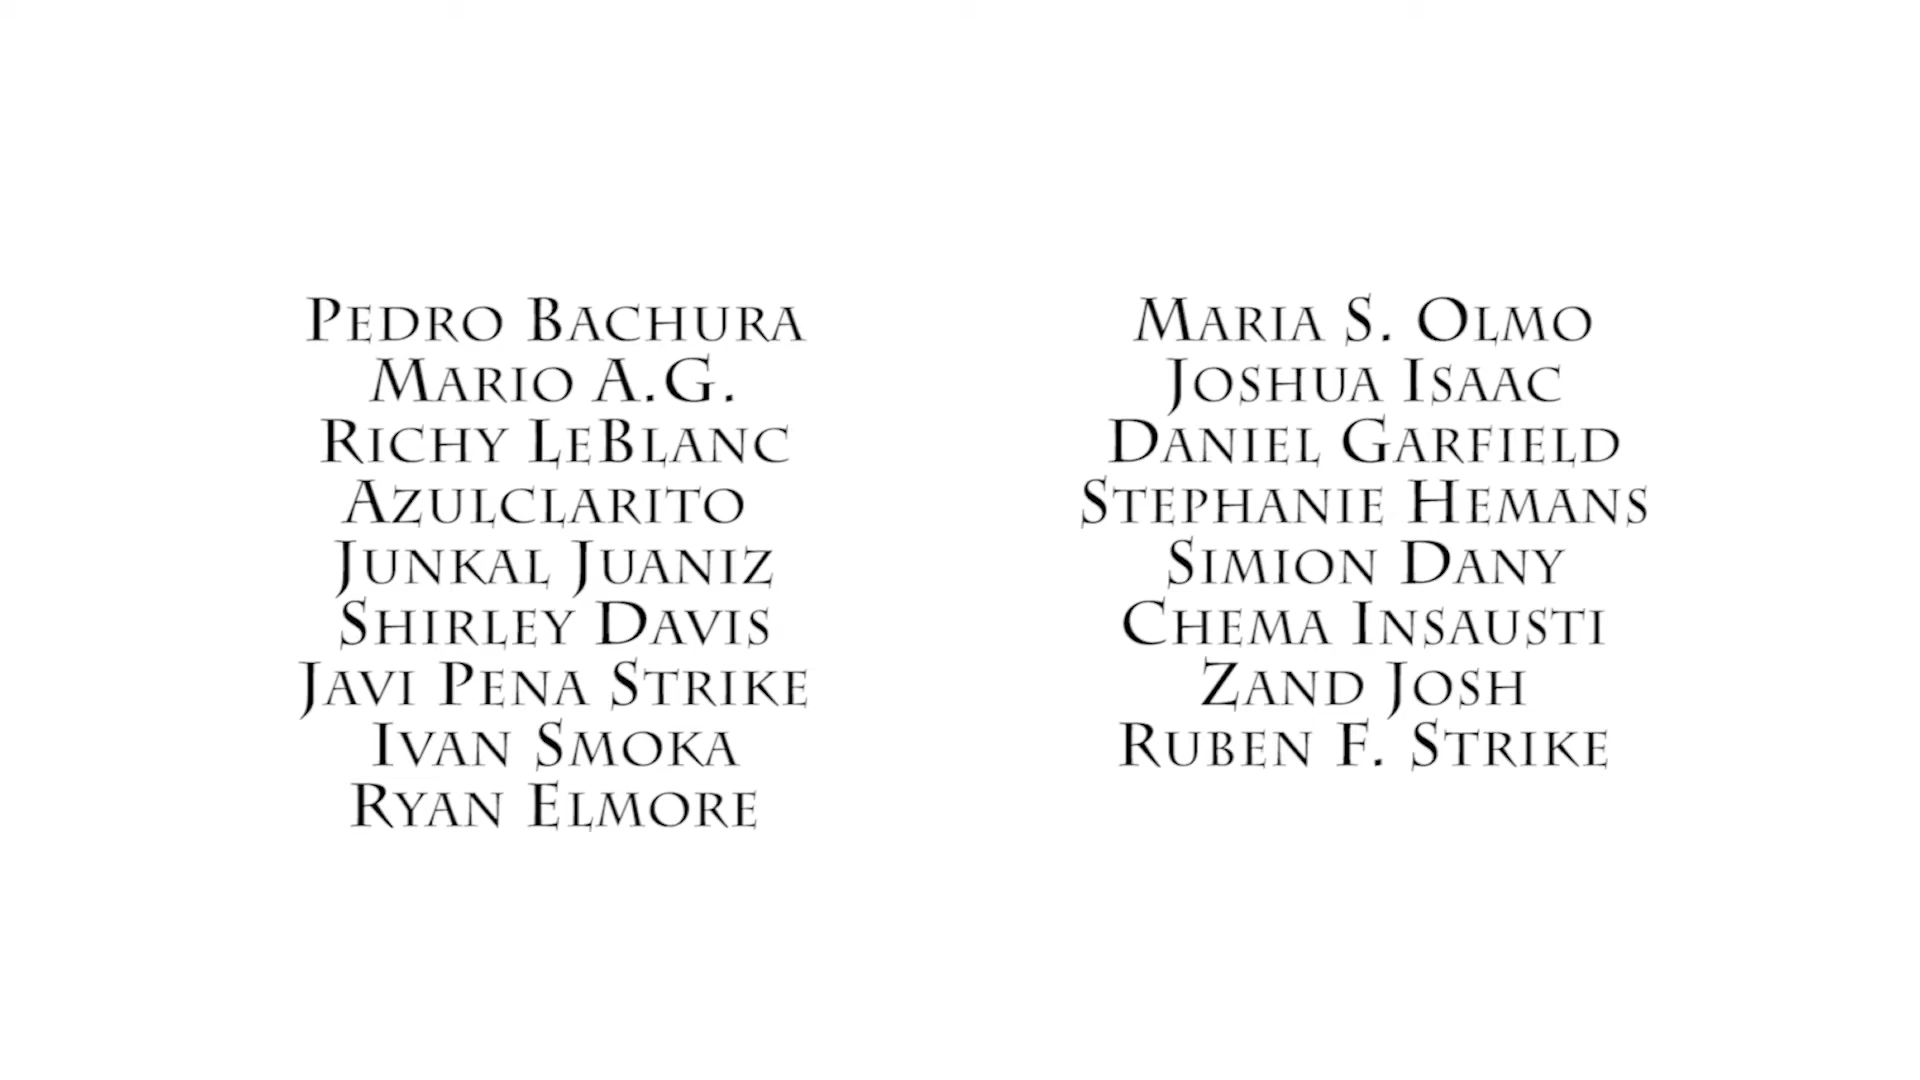 Pedro Bachura
Mario A.G.
Richy LeBlanc
Azulclarito
Junkal Juaniz
Shirley Davis
Javi Pena Strike
Ivan Smoka
Ryan Elmore
Maria S. Olmo
Joshua Isaac
Daniel Garfield
Stephanie Hemans
Simion Dany
Chema Insausti
Zand Josh
Ruben F. Strike